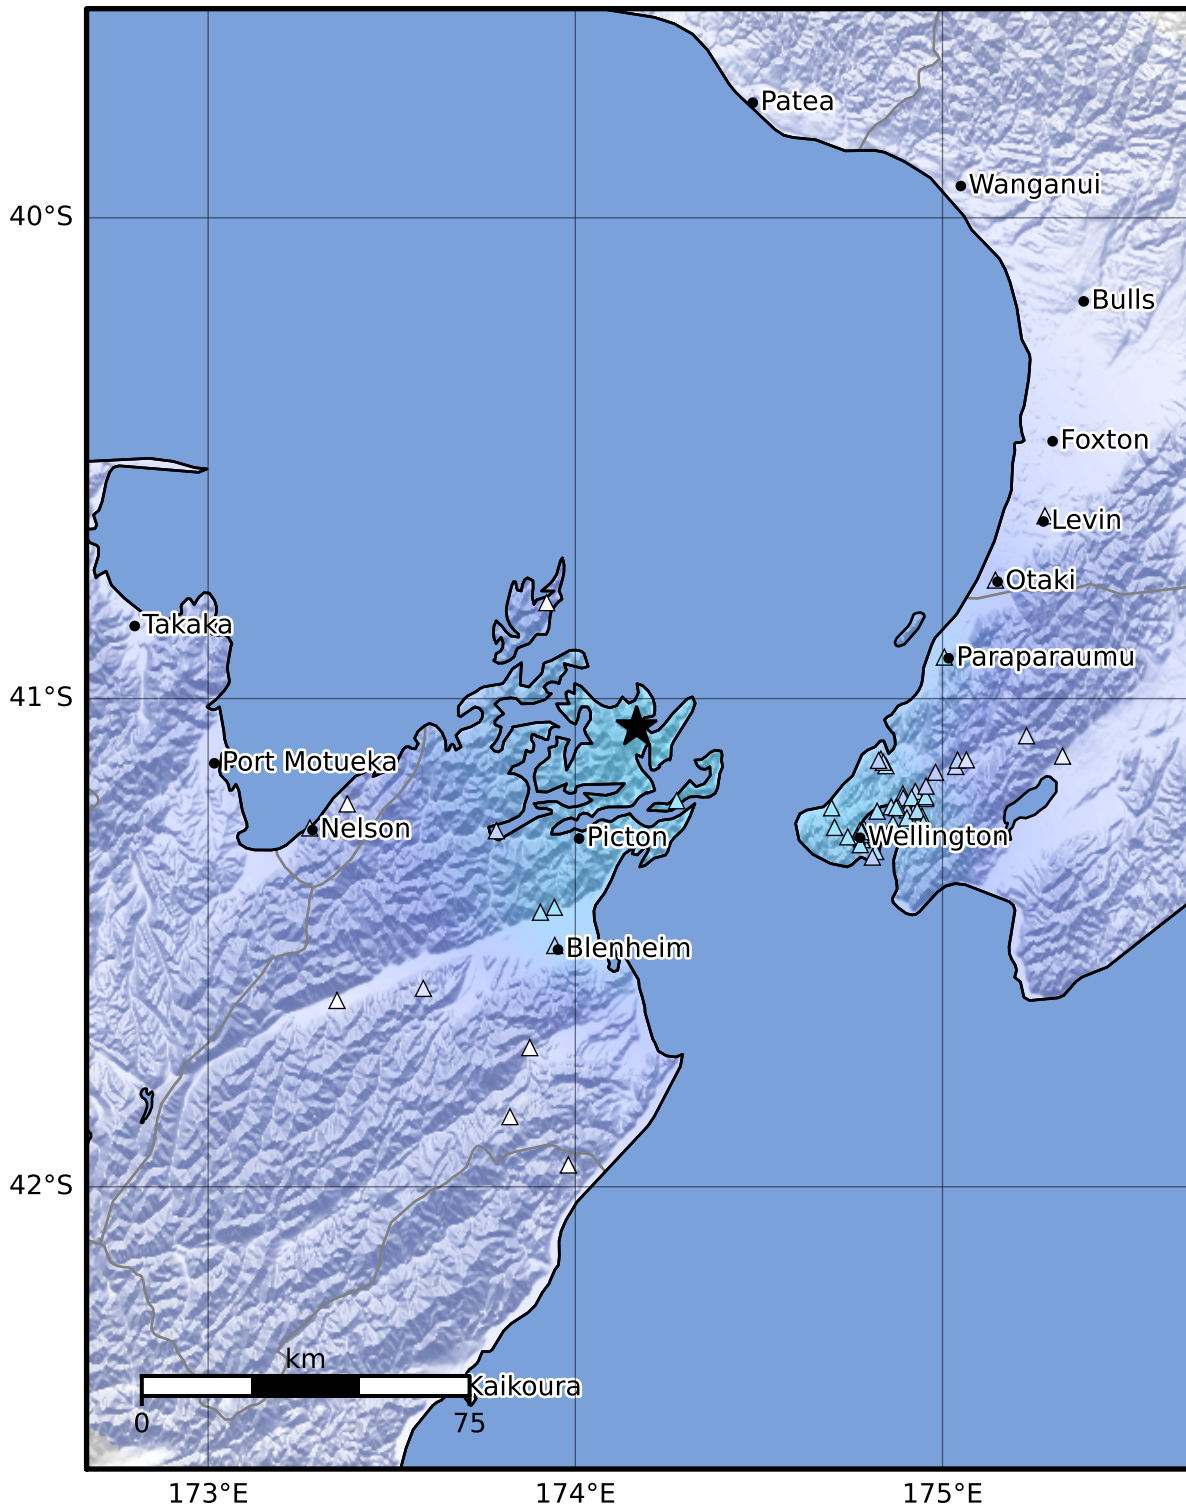 Patea
Wanganui
40°S
Bulls
Foxton
Levin
Otaki
Takaka
Paraparaumu
41°S
Port Motueka
Nelson
Picton
Wellington
Blenheim
42°S
km
Kaikoura
0 75
173°E 174°E 175°E